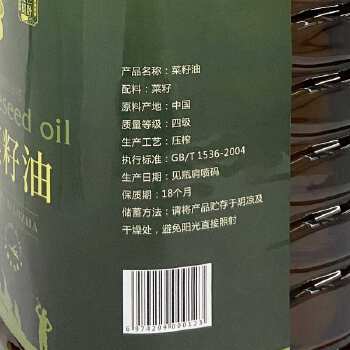 产品名称：菜籽油
配料：菜籽
原料产地：中国
质量等级：四级
生产工艺：压榨
执行标准：GB/T 1536-2004
生产日期：见瓶肩喷码
保质期：18个月
储蓄方法：请将产品贮存于阴凉及
干燥处，避免阳光直接照射
seed oil
籽油
6974204000123